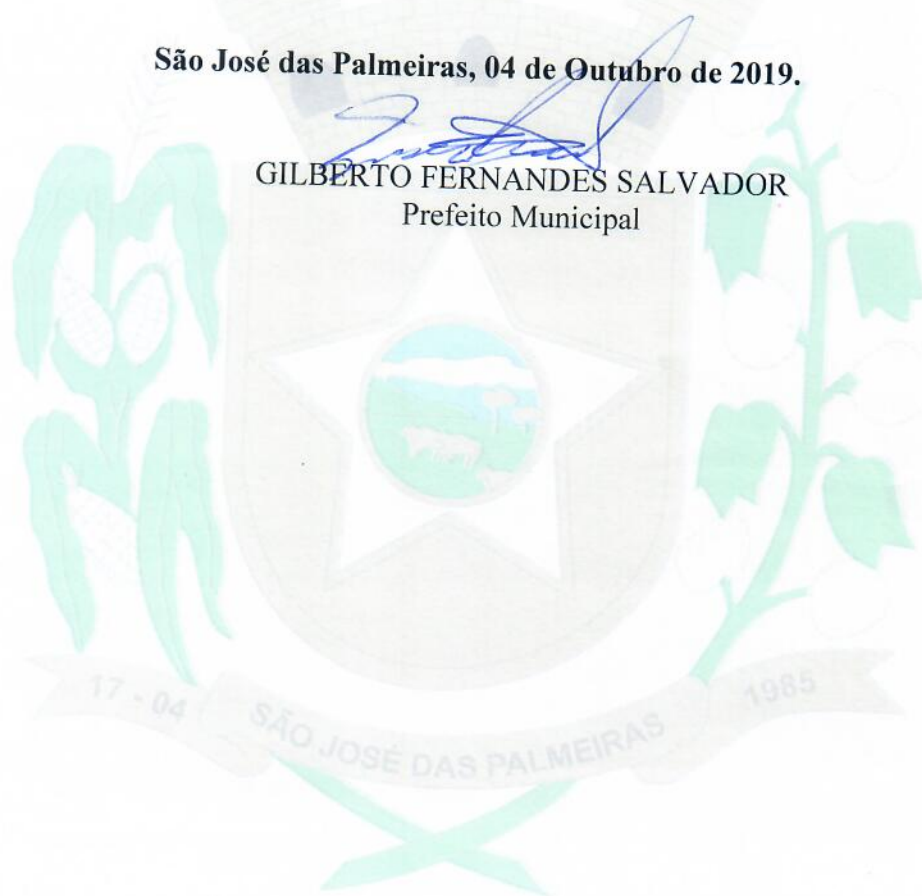 São José das Palmeiras, 04 de Outubro de 2019.
GILBERTO FERNANDES SALVADOR
Prefeito Municipal
17 - 04
SÃO JOSÉ DAS PALMEIRAS
1985